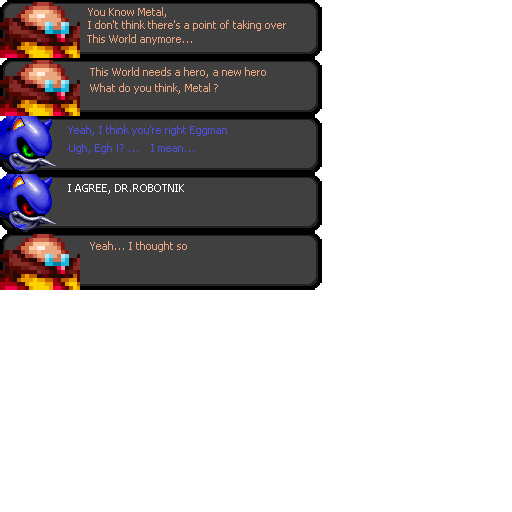 You Know Metal,
I don't think there's a point of taking over
This World anymore...
This World needs a hero, a new hero
What do you think, Metal ?
Yeah, I think you're right Eggman
Ugh, Egh !? ... I mean...
I AGREE, DR.ROBOTNIK
Yeah... I thought so